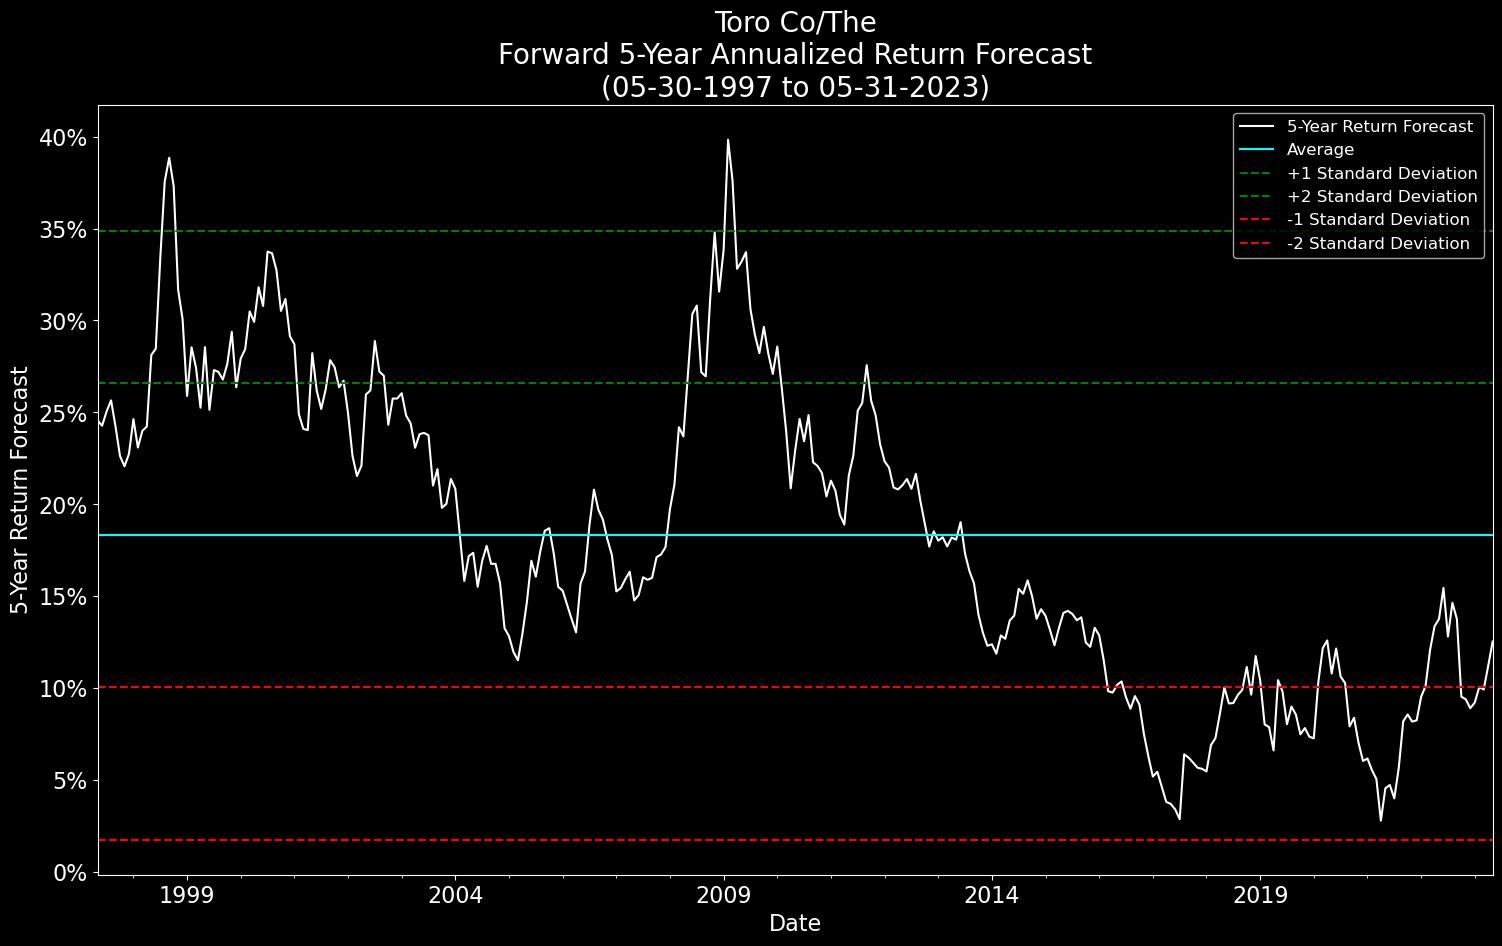 Toro Co/The
Forward 5-Year Annualized Return Forecast
(05-30-1997 to 05-31-2023)
5-Year Return Forecast
Average
+1 Standard Deviation
+2 Standard Deviation
-1 Standard Deviation
-2 Standard Deviation
40%
35%
30%
25%
20%
15%
10%
5%
0%
5-Year Return Forecast
1999
2004
2009
2014
2019
Date